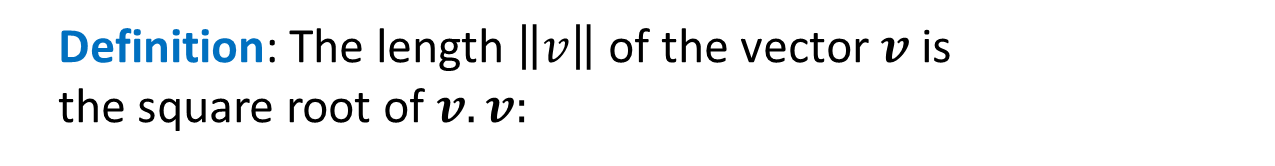 Definition: The length ‖v‖ of the vector v is
the square root of v. v: